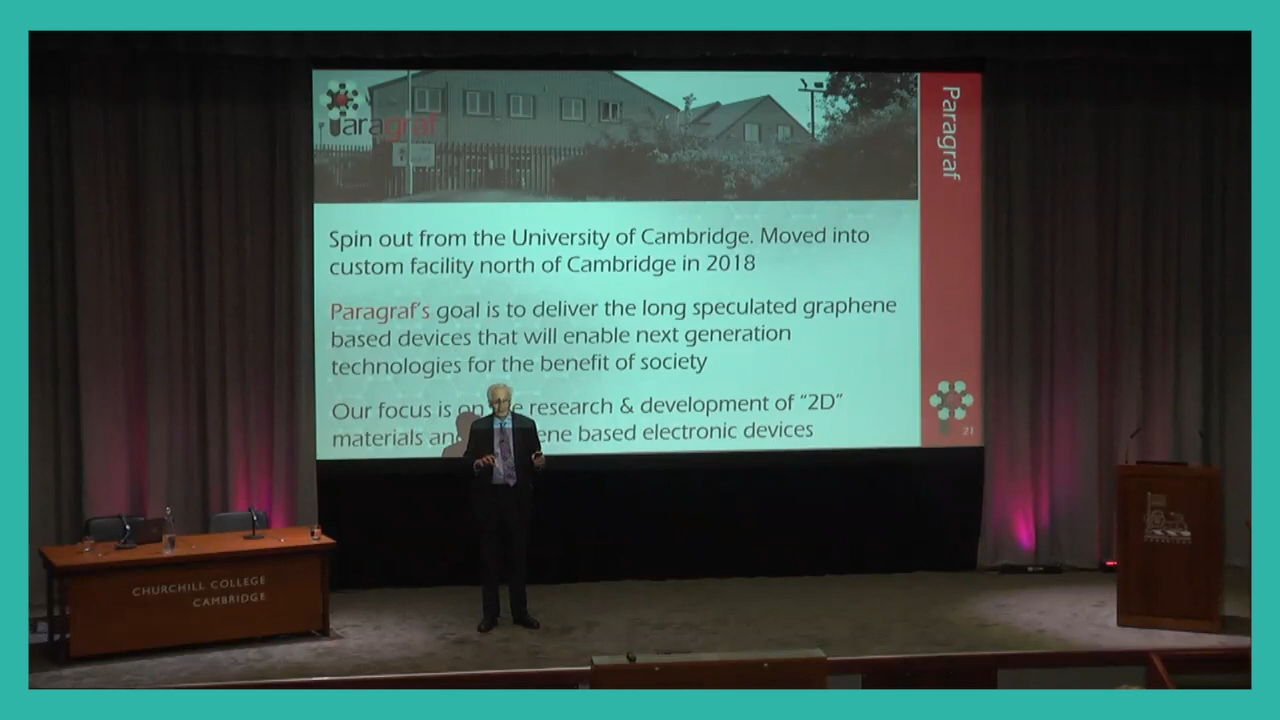 Paragraf
Paragraf
Spin out from the University of Cambridge. Moved into
custom facility north of Cambridge in 2018
Paragraf's goal is to deliver the long speculated graphene
based devices that will enable next generation
technologies for the benefit of society
Our focus is on research & development of "2D"
materials an ene based electronic devices
21
CHURCHILL COLLEGE
CAMBRIDGE